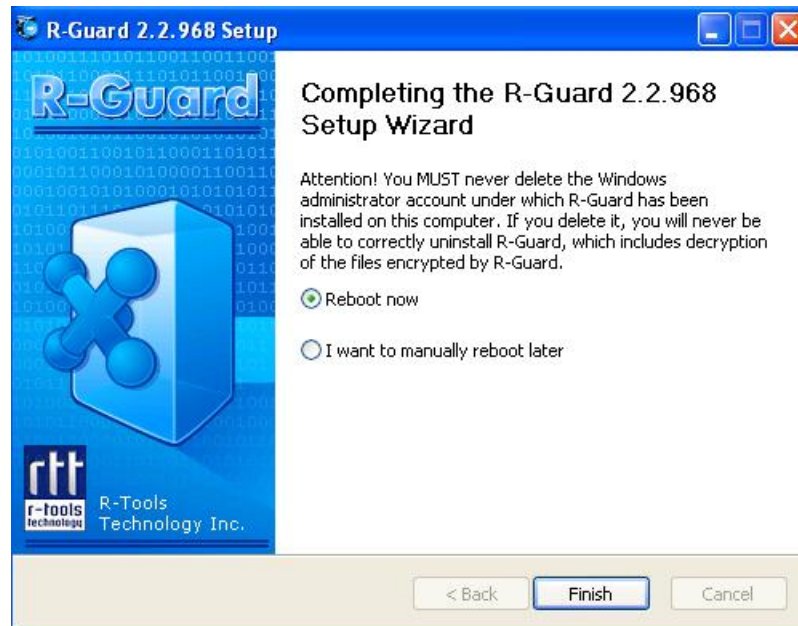 R-Guard 2.2.968 Setup
R-Guard
Completing the R-Guard 2.2.968
Setup Wizard
Attention! You MUST never delete the Windows
administrator account under which R-Guard has been
installed on this computer. If you delete it, you will never be
able to correctly uninstall R-Guard, which includes decryption
of the files encrypted by R-Guard.
Reboot now
I want to manually reboot later
rtt
r-tools
technology
R-Tools
Technology Inc.
< Back
Finish
Cancel